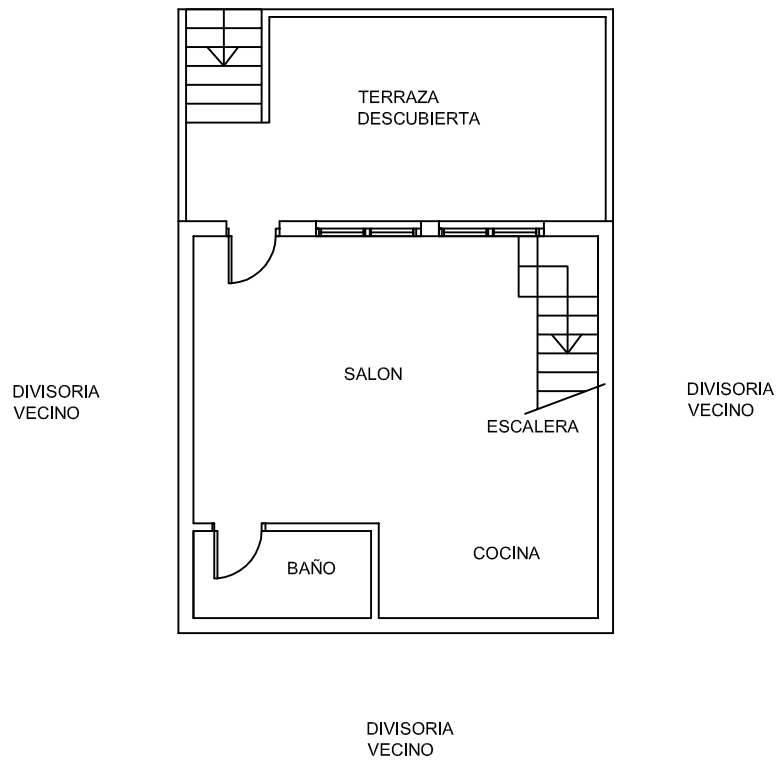 TERRAZA
DESCUBIERTA
SALON
DIVISORIA
VECINO
DIVISORIA
VECINO
ESCALERA
COCINA
BAÑO
DIVISORIA
VECINO